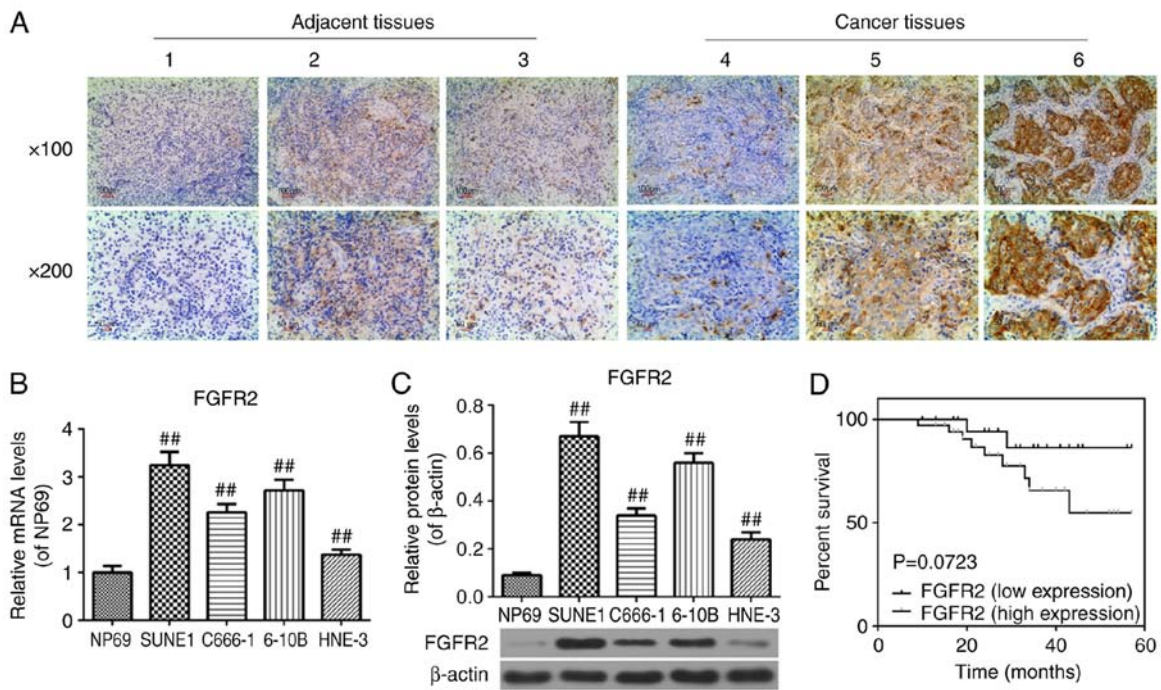 A
Adjacent tissues
Cancer tissues
1 2 3 4 5 6
×100
×200
100μm
B
FGFR2
Relative mRNA levels
(of NP69)
4
3
2
1
0
##
##
##
##
NP69 SUNE1 C666-1 6-10B HNE-3
C
FGFR2
Relative protein levels
(of β-actin)
0.8
0.6
0.4
0.2
0.0
##
##
##
##
NP69 SUNE1 C666-1 6-10B HNE-3
FGFR2
β-actin
D
Percent survival
100
50
0
P=0.0723
FGFR2 (low expression)
FGFR2 (high expression)
0 20 40 60
Time (months)